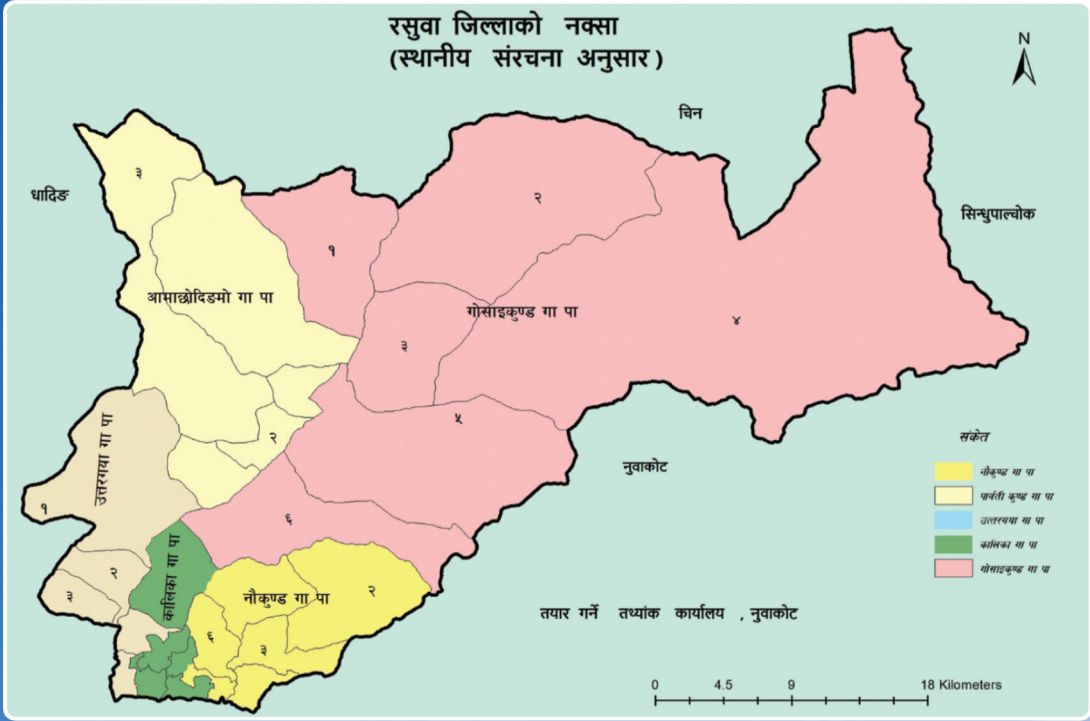 रसुवा जिल्लाको नक्सा
(स्थानीय संरचना अनुसार)
N
चिन
धादिङ
सिन्धुपाल्चोक
३
२
१
आमाछोदिङमो गा पा
गोसाइकुण्ड गा पा
४
३
५
उत्तरगया गा पा
२
नुवाकोट
१
६
कालिका गा पा
२
३
नौकुण्ड गा पा
२
६
३
संकेत
नौकुण्ड गा पा
पार्वती कुण्ड गा पा
उत्तरगया गा पा
कालिका गा पा
गोसाइकुण्ड गा पा
तयार गर्ने तथ्यांक कार्यालय , नुवाकोट
0 4.5 9 18 Kilometers